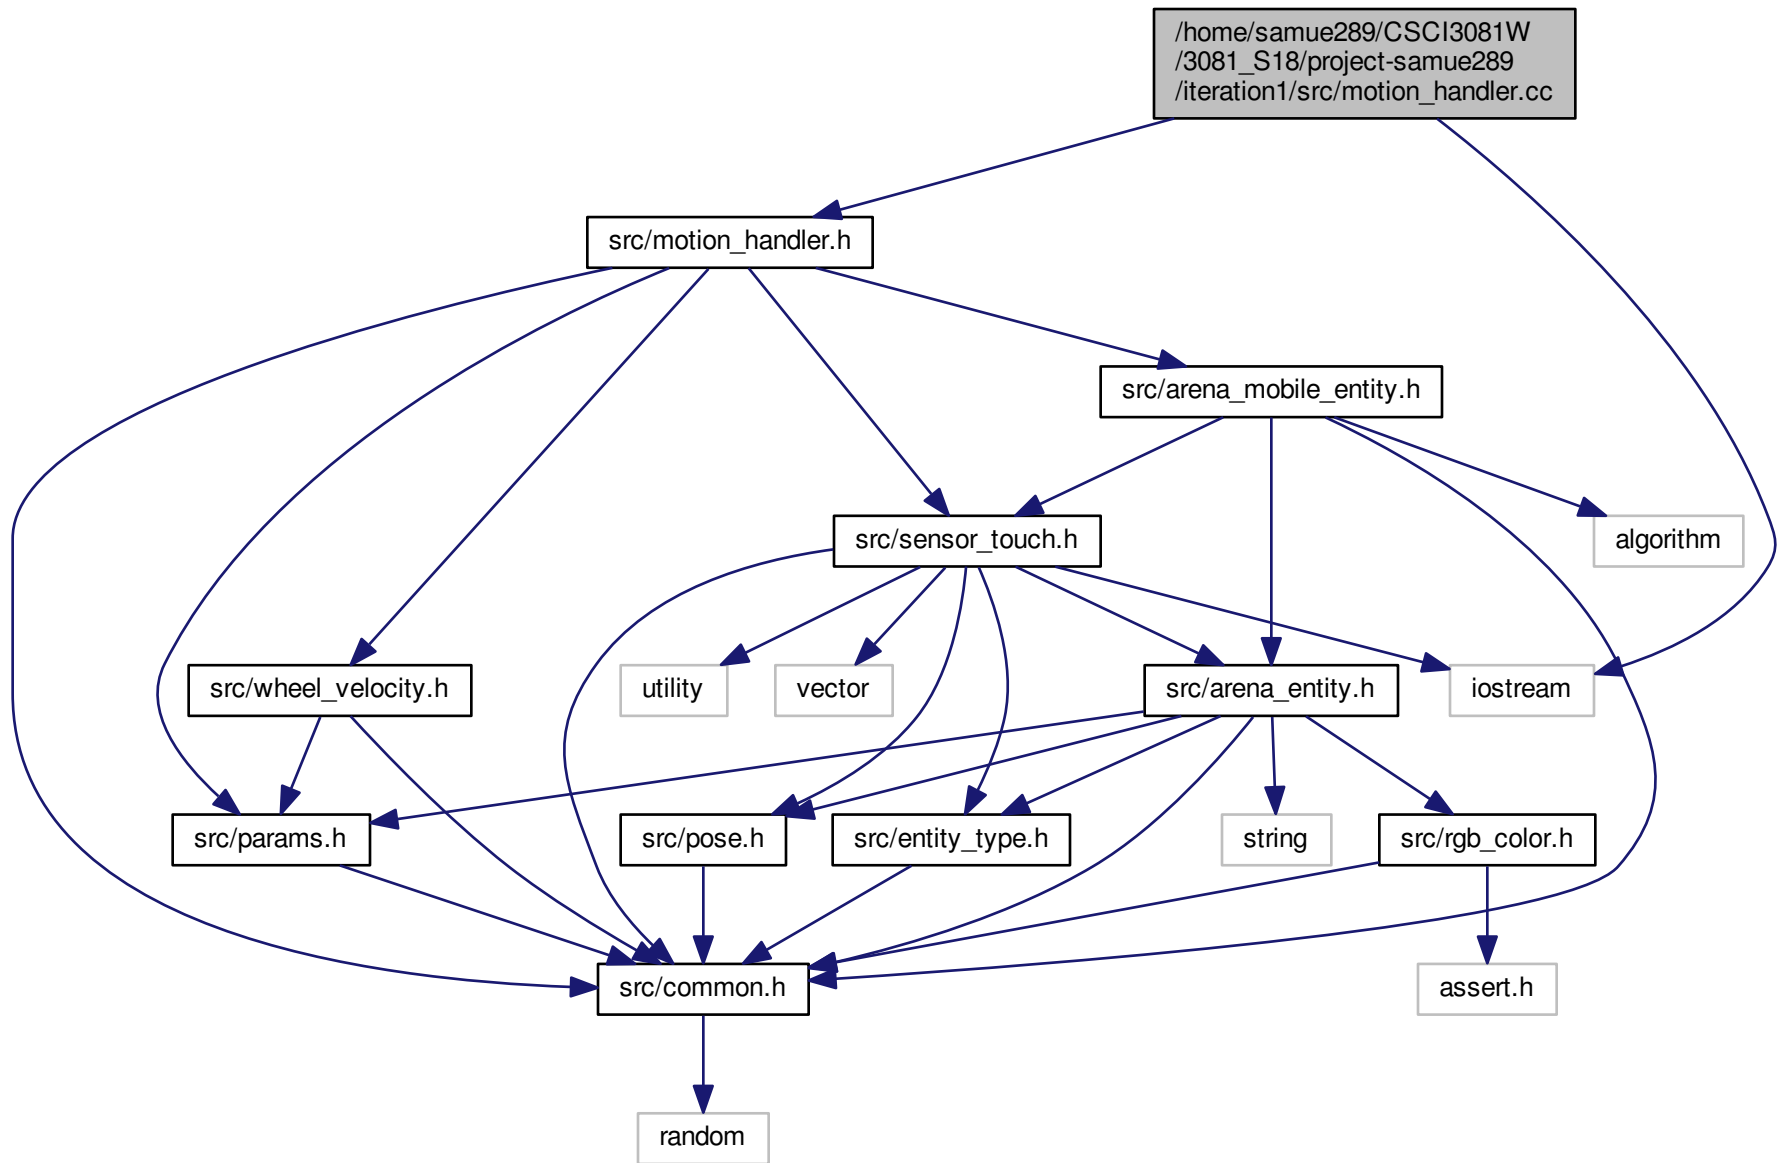 /home/samue289/CSCI3081W
/3081_S18/project-samue289
/iteration1/src/motion_handler.cc
src/motion_handler.h
src/arena_mobile_entity.h
src/sensor_touch.h
algorithm
src/wheel_velocity.h
utility
vector
src/arena_entity.h
iostream
src/params.h
src/pose.h
src/entity_type.h
string
src/rgb_color.h
src/common.h
assert.h
random